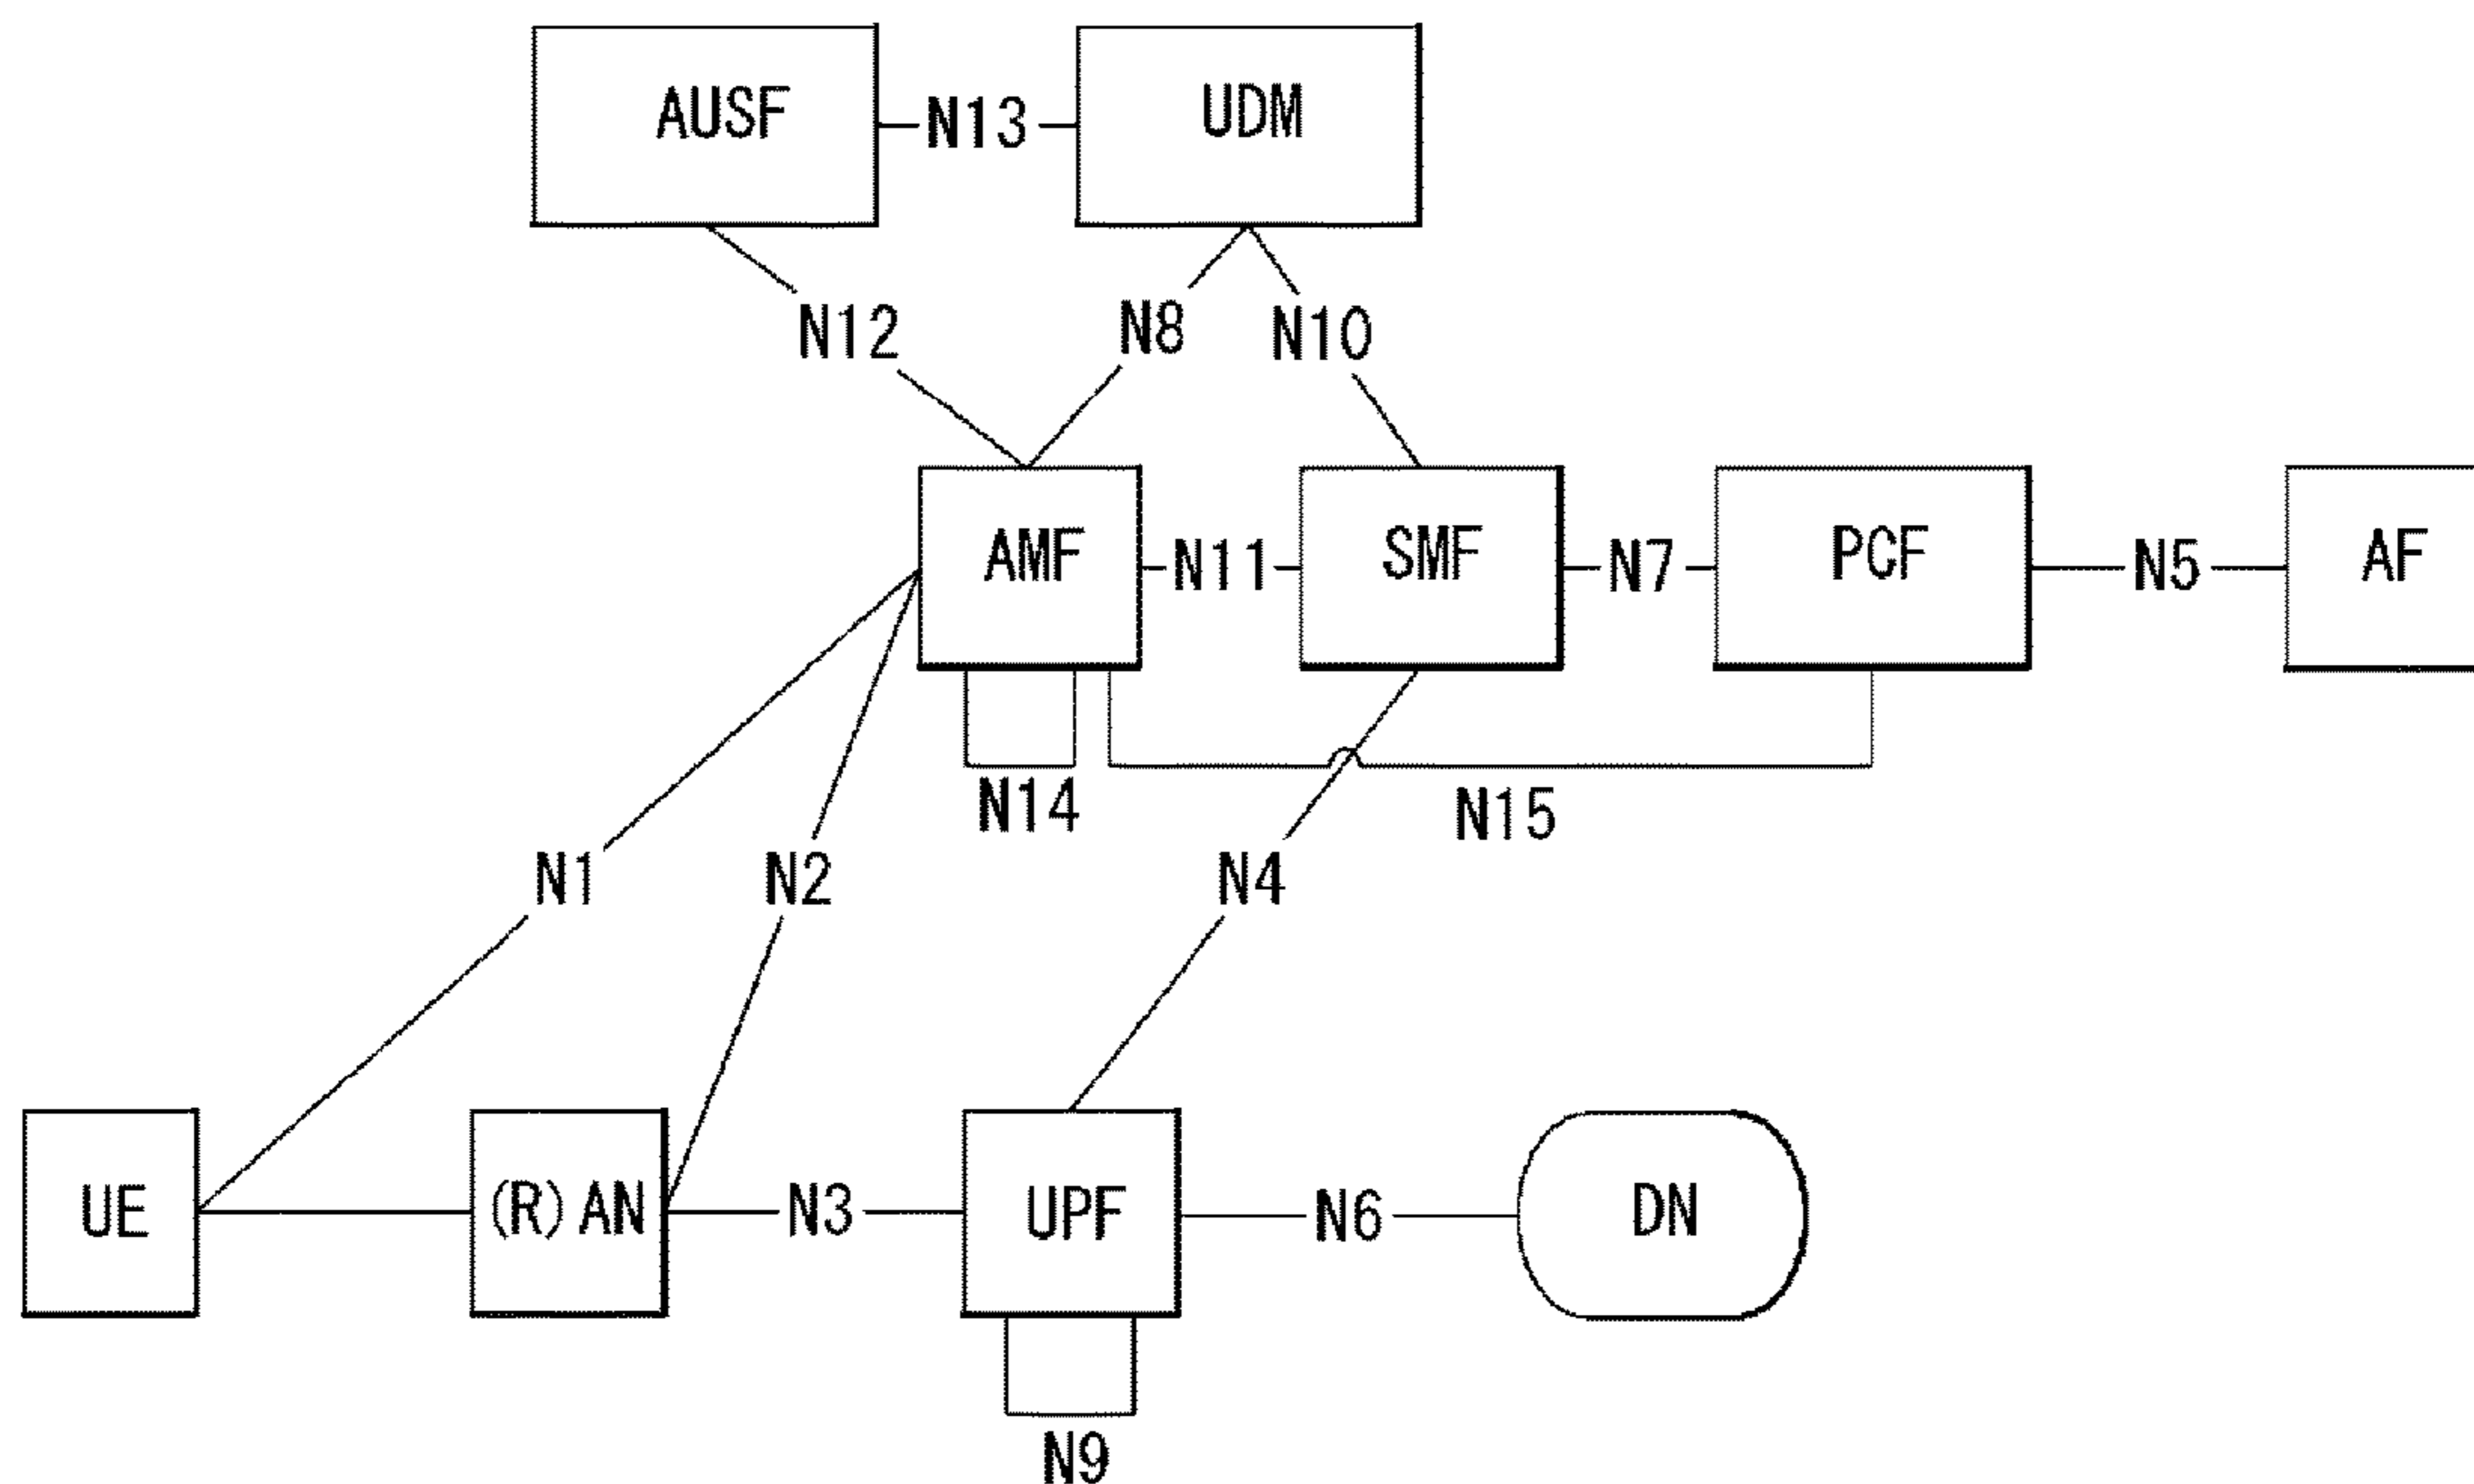 AUSF
N13
UDM
N12
N8
N10
AMF
N11
SMF
N7
PCF
N5
AF
N14
N15
N1
N2
N4
UE
(R)AN
N3
UPF
N6
DN
N9